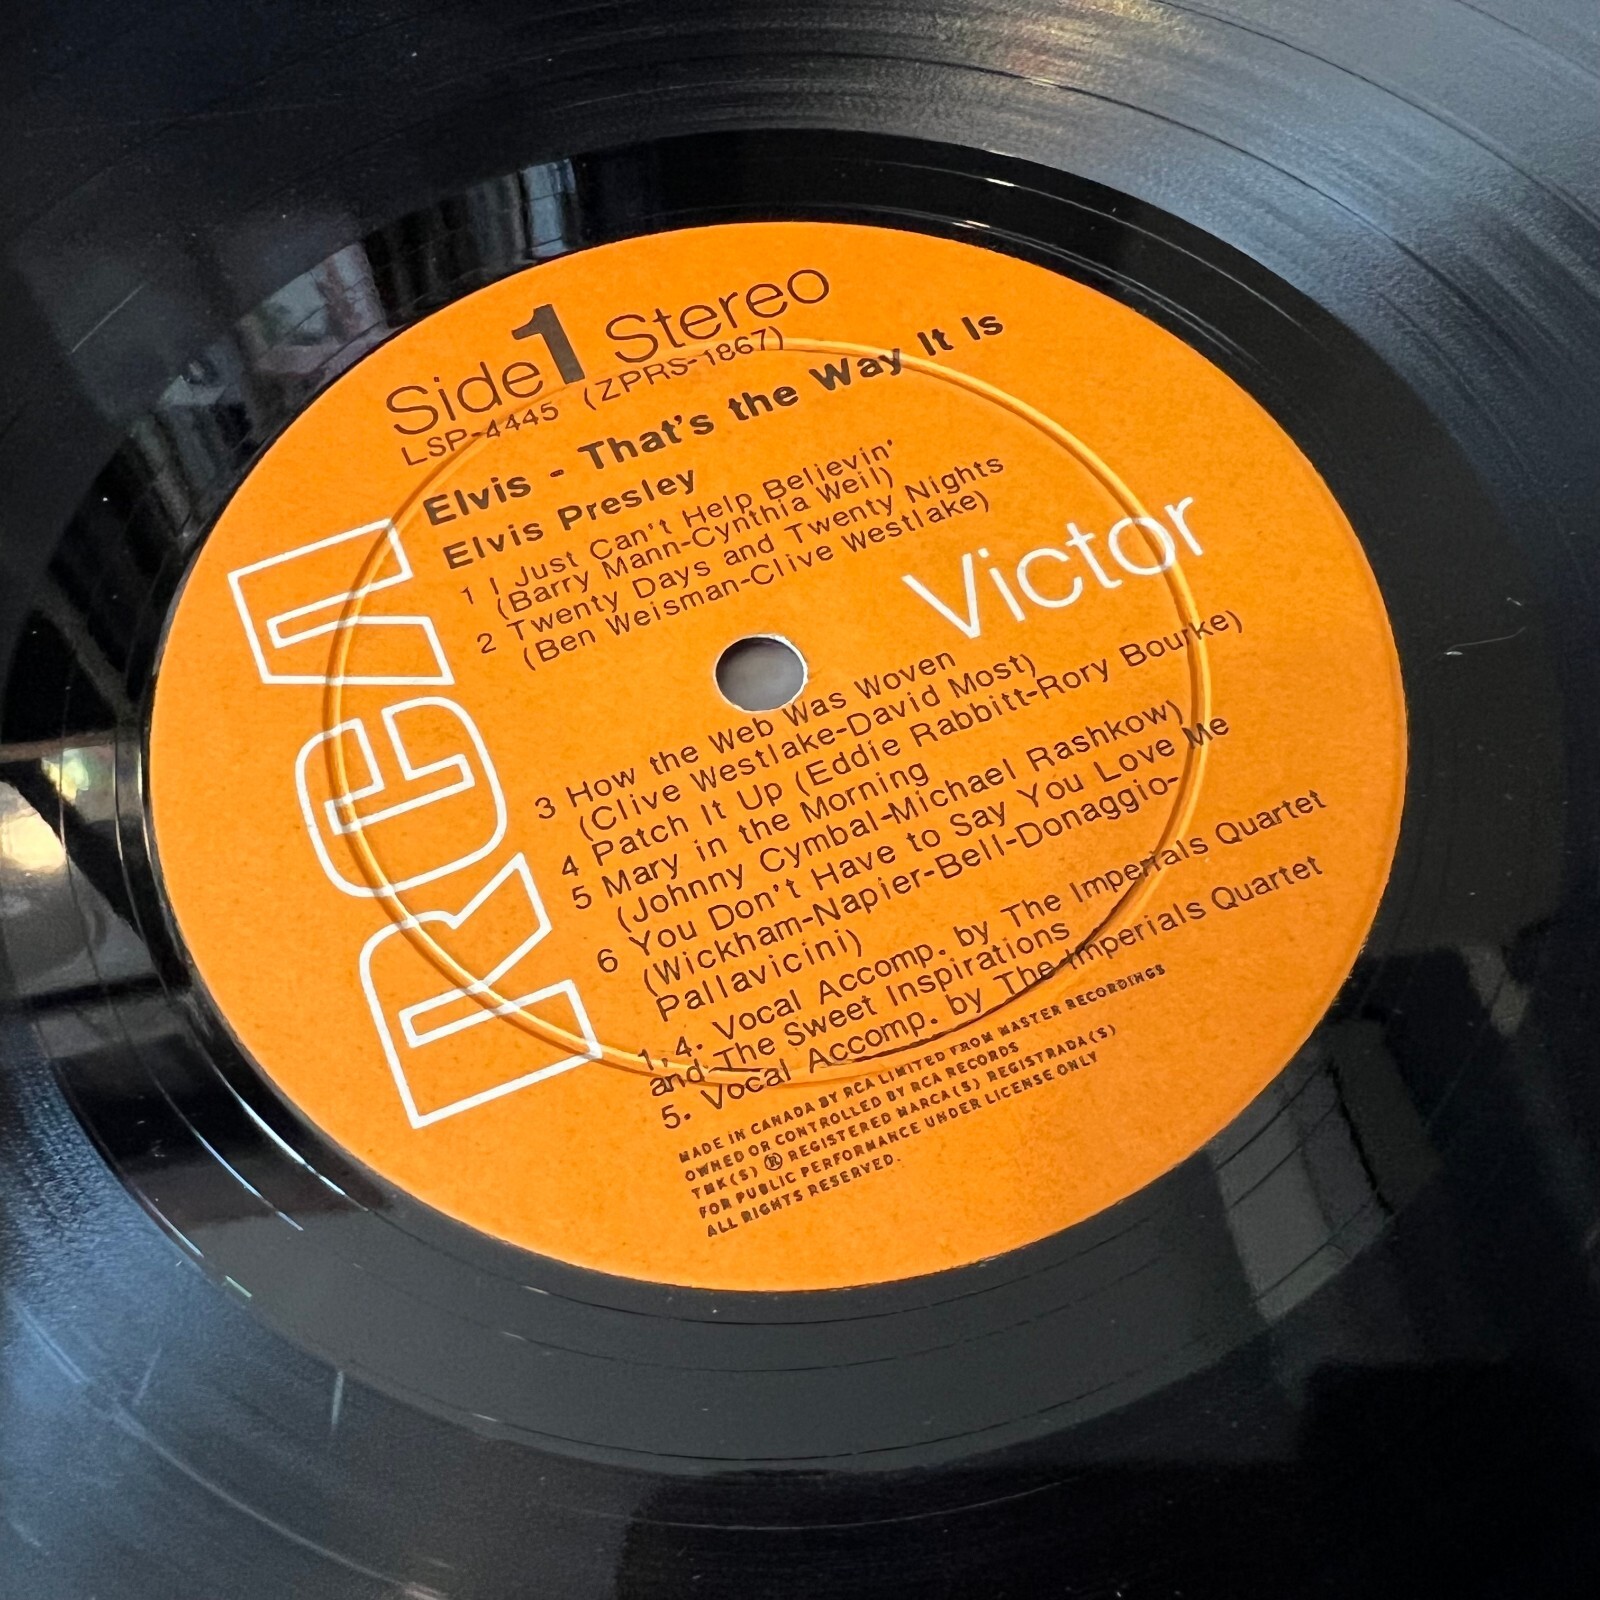 Side 1 Stereo
LSP-4445 (ZPRS-1867)
Elvis - That's the Way It Is
Elvis Presley
1 I Just Can't Help Believin'
(Barry Mann-Cynthia Weil)
2 Twenty Days and Twenty Nights
(Ben Weisman-Clive Westlake)
RCA
Victor
3 How the Web Was Woven
(Clive Westlake-David Most)
4 Patch It Up (Eddie Rabbitt-Rory Bourke)
5 Mary in the Morning
(Johnny Cymbal-Michael Rashkow)
6 You Don't Have to Say You Love Me
(Wickham-Napier-Bell-Donaggio-
Pallavicini)
1, 4. Vocal Accomp. by The Imperials Quartet
and The Sweet Inspirations
5. Vocal Accomp. by The Imperials Quartet
MADE IN CANADA BY RCA LIMITED FROM MASTER RECORDINGS
OWNED OR CONTROLLED BY RCA RECORDS
TMK(S) ® REGISTERED MARCA(S) REGISTRADA(S)
FOR PUBLIC PERFORMANCE UNDER LICENSE ONLY
ALL RIGHTS RESERVED.